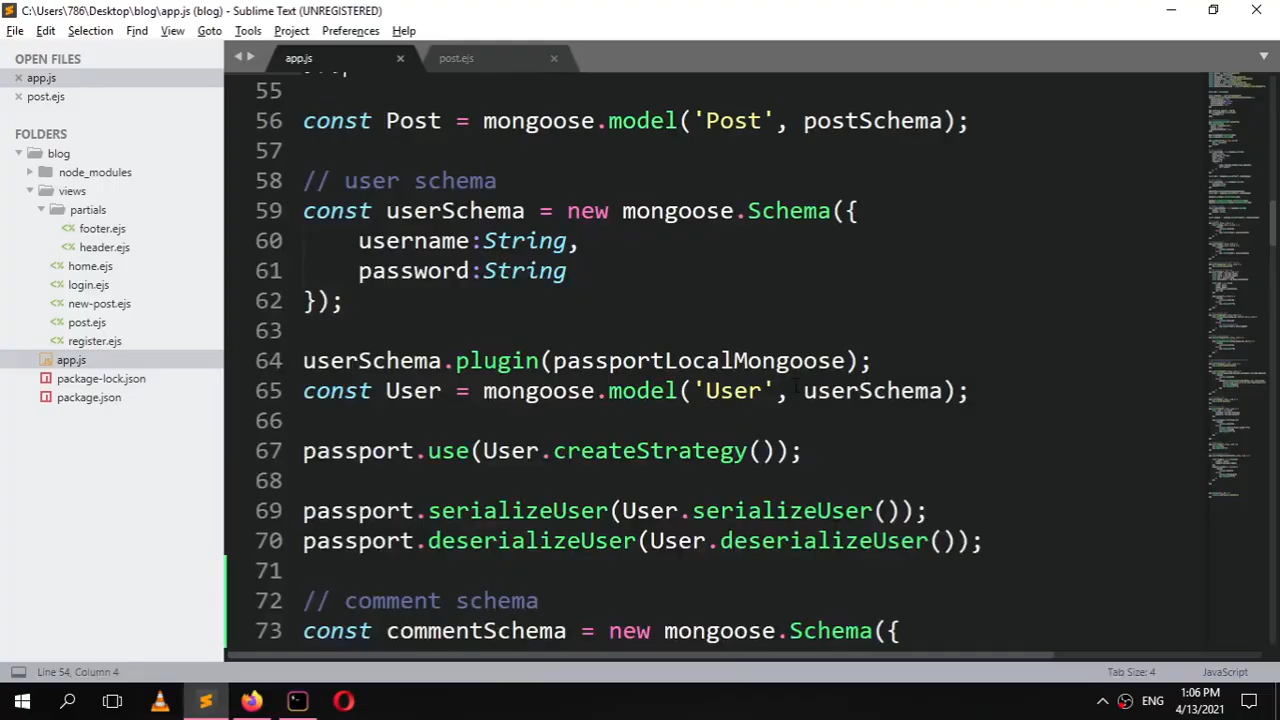 C:\Users\786\Desktop\blog\app.js (blog) - Sublime Text (UNREGISTERED)
File Edit Selection Find View Goto Tools Project Preferences Help
OPEN FILES
app.js
post.ejs
FOLDERS
blog
node_modules
views
partials
footer.ejs
header.ejs
home.ejs
login.ejs
new-post.ejs
post.ejs
register.ejs
app.js
package-lock.json
package.json
app.js post.ejs
55
56 const Post = mongoose.model('Post', postSchema);
57
58 // user schema
59 const userSchema = new mongoose.Schema({
60 username:String,
61 password:String
62 });
63
64 userSchema.plugin(passportLocalMongoose);
65 const User = mongoose.model('User', userSchema);
66
67 passport.use(User.createStrategy());
68
69 passport.serializeUser(User.serializeUser());
70 passport.deserializeUser(User.deserializeUser());
71
72 // comment schema
73 const commentSchema = new mongoose.Schema({
Line 54, Column 4 Tab Size: 4 JavaScript
ENG 1:06 PM
4/13/2021